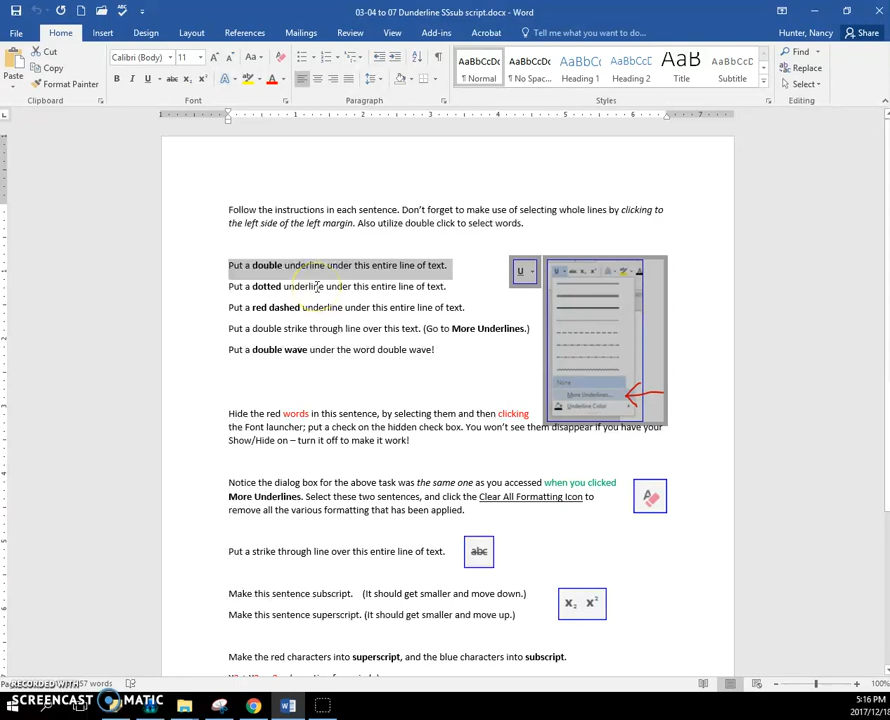 03-04 to 07 Dunderline SSsub script.docx - Word
File Home Insert Design Layout References Mailings Review View Add-ins Acrobat Tell me what you want to do... Hunter, Nancy Share
Cut
Copy
Format Painter
Paste
Calibri (Body) 11
AaBbCcDc AaBbCcDc AaBbCc AaBbCcD AaB AaBbCcD
¶ Normal ¶ No Spac... Heading 1 Heading 2 Title Subtitle
Find
Replace
Select
Clipboard Font Paragraph Styles Editing
Follow the instructions in each sentence. Don’t forget to make use of selecting whole lines by clicking to
the left side of the left margin. Also utilize double click to select words.
Put a double underline under this entire line of text.
Put a dotted underline under this entire line of text.
Put a red dashed underline under this entire line of text.
Put a double strike through line over this text. (Go to More Underlines.)
Put a double wave under the word double wave!
None
More Underlines...
Underline Color
Hide the red words in this sentence, by selecting them and then clicking
the Font launcher; put a check on the hidden check box. You won’t see them disappear if you have your
Show/Hide on – turn it off to make it work!
Notice the dialog box for the above task was the same one as you accessed when you clicked
More Underlines. Select these two sentences, and click the Clear All Formatting Icon to
remove all the various formatting that has been applied.
Put a strike through line over this entire line of text.
abc
Make this sentence subscript. (It should get smaller and move down.)
x₂ x²
Make this sentence superscript. (It should get smaller and move up.)
Make the red characters into superscript, and the blue characters into subscript.
RECORDED WITH
57 words
100%
SCREENCAST MATIC
5:16 PM
2017/12/18